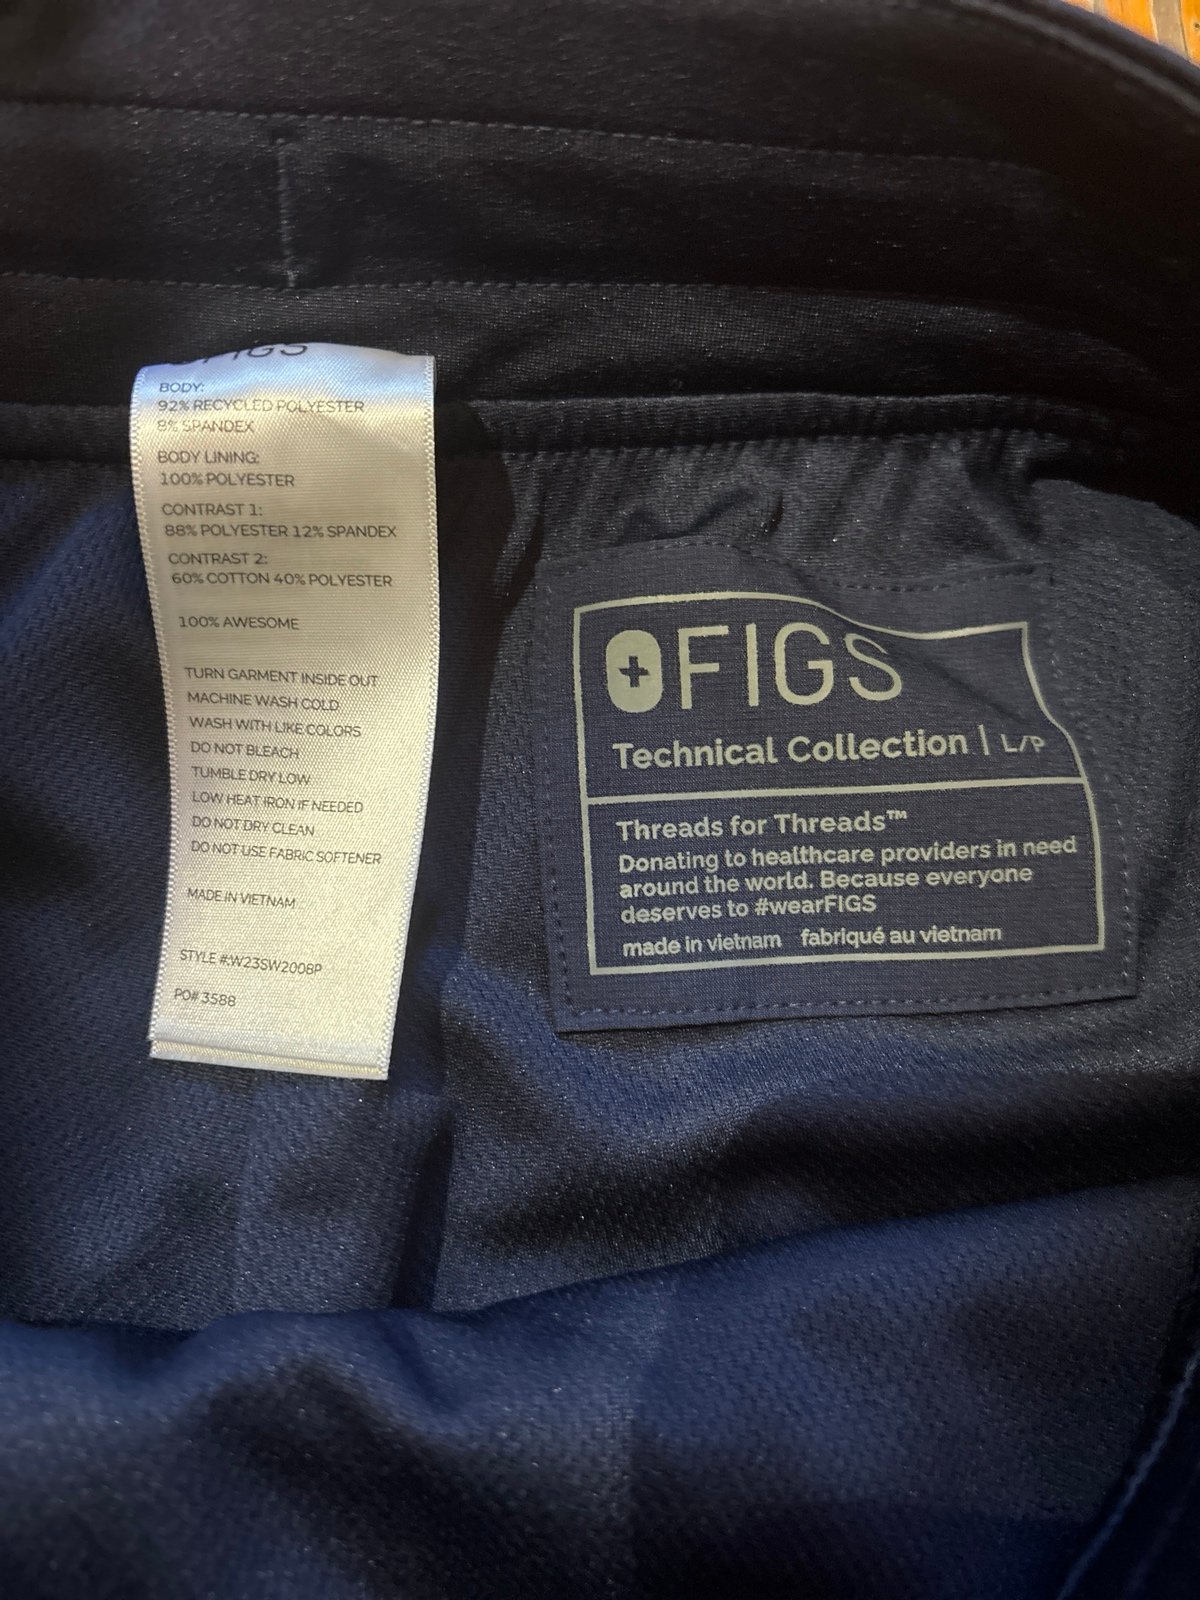 FIGS
BODY:
92% RECYCLED POLYESTER
8% SPANDEX
BODY LINING:
100% POLYESTER
CONTRAST 1:
88% POLYESTER 12% SPANDEX
CONTRAST 2:
60% COTTON 40% POLYESTER
100% AWESOME
TURN GARMENT INSIDE OUT
MACHINE WASH COLD
WASH WITH LIKE COLORS
DO NOT BLEACH
TUMBLE DRY LOW
LOW HEAT IRON IF NEEDED
DO NOT DRY CLEAN
DO NOT USE FABRIC SOFTENER
MADE IN VIETNAM
STYLE #:W23SW2008P
PO# 3588
FIGS
Technical Collection | L/P
Threads for Threads™
Donating to healthcare providers in need
around the world. Because everyone
deserves to #wearFIGS
made in vietnam fabriqué au vietnam